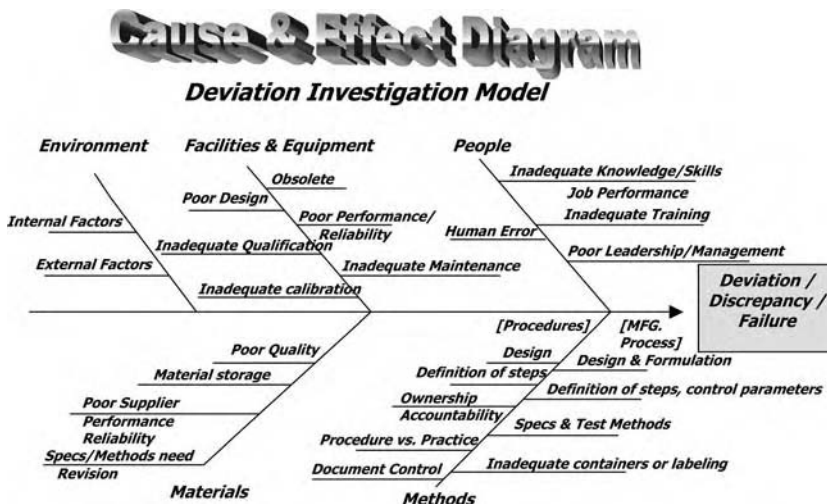 Cause & Effect Diagram
Deviation Investigation Model
Environment
Facilities & Equipment
People
Internal Factors
External Factors
Obsolete
Poor Design
Poor Performance/
Reliability
Inadequate Qualification
Inadequate Maintenance
Inadequate calibration
Inadequate Knowledge/Skills
Job Performance
Inadequate Training
Human Error
Poor Leadership/Management
Deviation /
Discrepancy /
Failure
Poor Quality
Material storage
Poor Supplier
Performance
Reliability
Specs/Methods need
Revision
Materials
[Procedures]
Design
Definition of steps
Ownership
Accountability
Procedure vs. Practice
Document Control
[MFG.
Process]
Design & Formulation
Definition of steps, control parameters
Specs & Test Methods
Inadequate containers or labeling
Methods